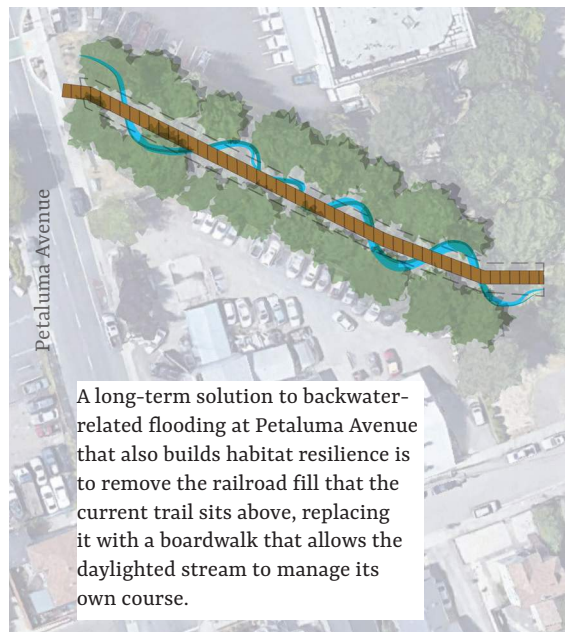 Petaluma Avenue
A long-term solution to backwater-
related flooding at Petaluma Avenue
that also builds habitat resilience is
to remove the railroad fill that the
current trail sits above, replacing
it with a boardwalk that allows the
daylighted stream to manage its
own course.